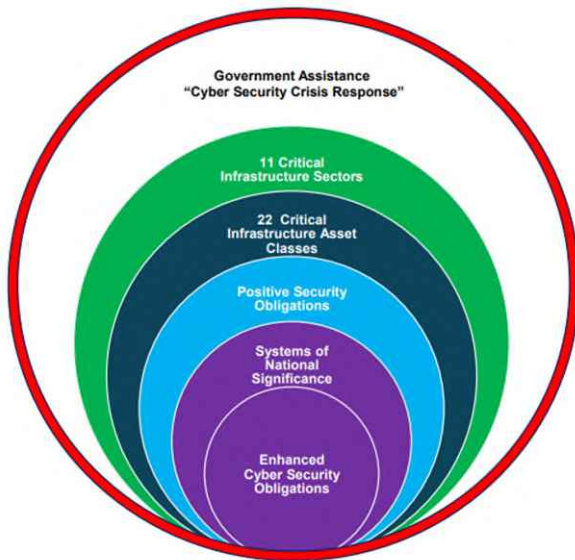 Government Assistance
“Cyber Security Crisis Response”
11 Critical
Infrastructure Sectors
22 Critical
Infrastructure Asset
Classes
Positive Security
Obligations
Systems of
National
Significance
Enhanced
Cyber Security
Obligations